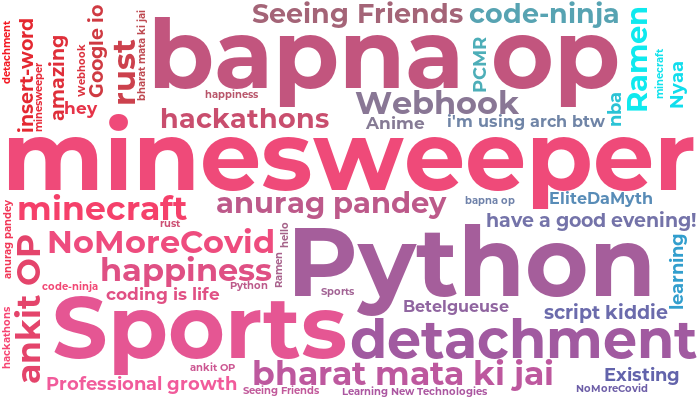 Seeing Friends
code-ninja
detachment
insert-word
minesweeper
amazing
Webhook
Google io
rust
bharat mata ki jai
bapna op
PCMR
Ramen
minecraft
Nyaa
hey
happiness
Webhook
nba
hackathons
Anime
i'm using arch btw
minesweeper
minecraft
anurag pandey
bapna op
EliteDaMyth
anurag pandey
rust
have a good evening!
NoMoreCovid
hello
Python
learning
ankit OP
happiness
Ramen
code-ninja
coding is life
Python
Sports
Betelgueuse
script kiddie
hackathons
Sports
detachment
ankit OP
bharat mata ki jai
Existing
Professional growth
Seeing Friends
Learning New Technologies
NoMoreCovid